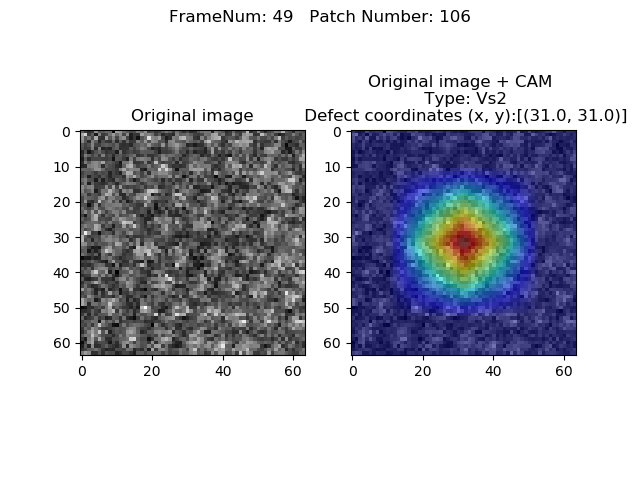 FrameNum: 49   Patch Number: 106
Original image
Original image + CAM
Type: Vs2
Defect coordinates (x, y):[(31.0, 31.0)]
0
10
20
30
40
50
60
0 20 40 60
0
10
20
30
40
50
60
0 20 40 60